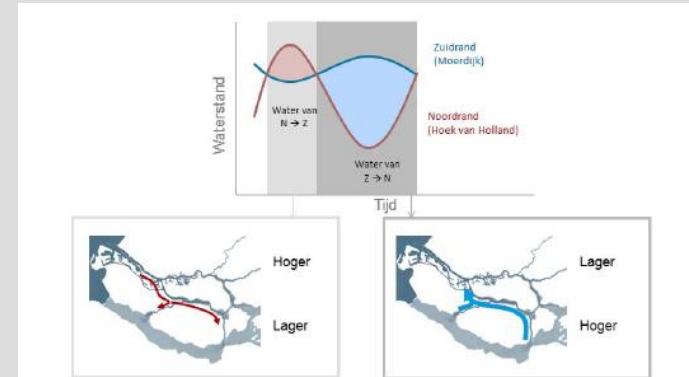 Waterstand
Zuidrand
(Moerdijk)
Water van
N → Z
Noordrand
(Hoek van Holland)
Water van
Z → N
Tijd
Hoger
Lager
Lager
Hoger